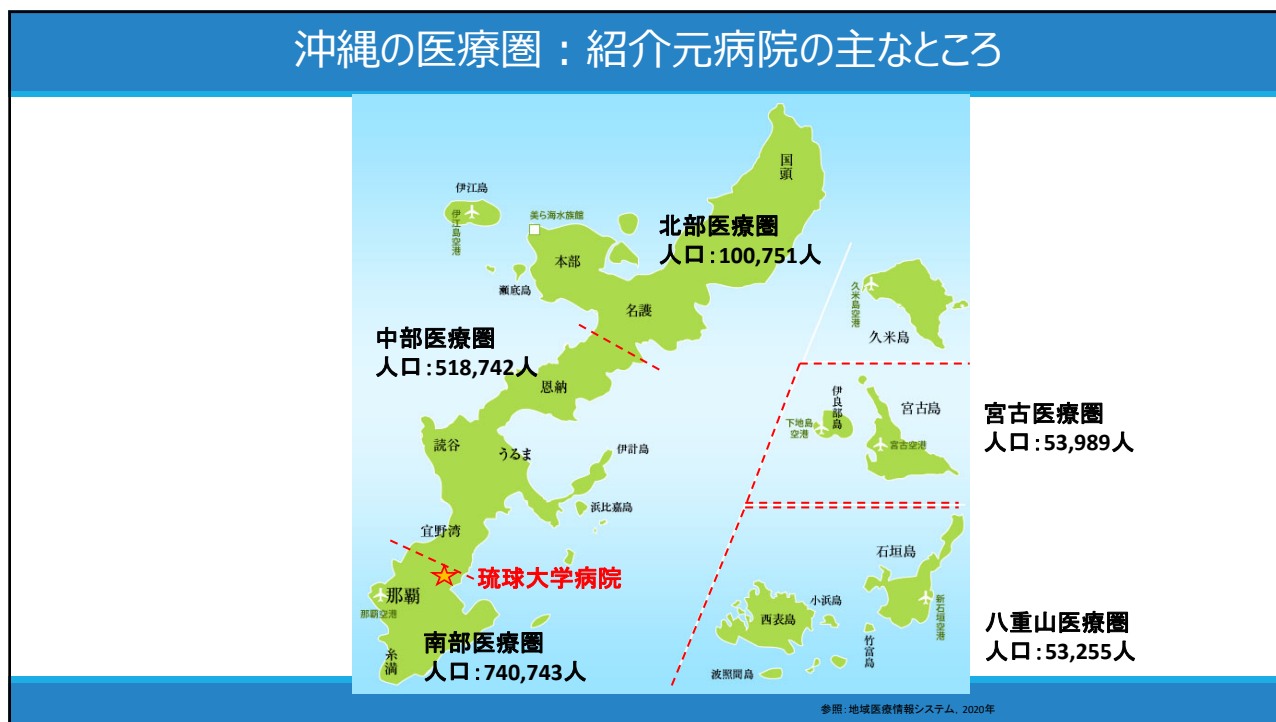 沖縄の医療圏：紹介元病院の主なところ
国頭
伊江島
伊江島空港
美ら海水族館
本部
瀬底島
北部医療圏
人口：100,751人
名護
久米島空港
久米島
中部医療圏
人口：518,742人
恩納
伊良部島
宮古島
下地島
空港
宮古空港
宮古医療圏
人口：53,989人
読谷
うるま
伊計島
浜比嘉島
宜野湾
琉球大学病院
那覇
那覇空港
糸満
南部医療圏
人口：740,743人
石垣島
新石垣空港
小浜島
西表島
竹富島
波照間島
八重山医療圏
人口：53,255人
参照：地域医療情報システム，2020年